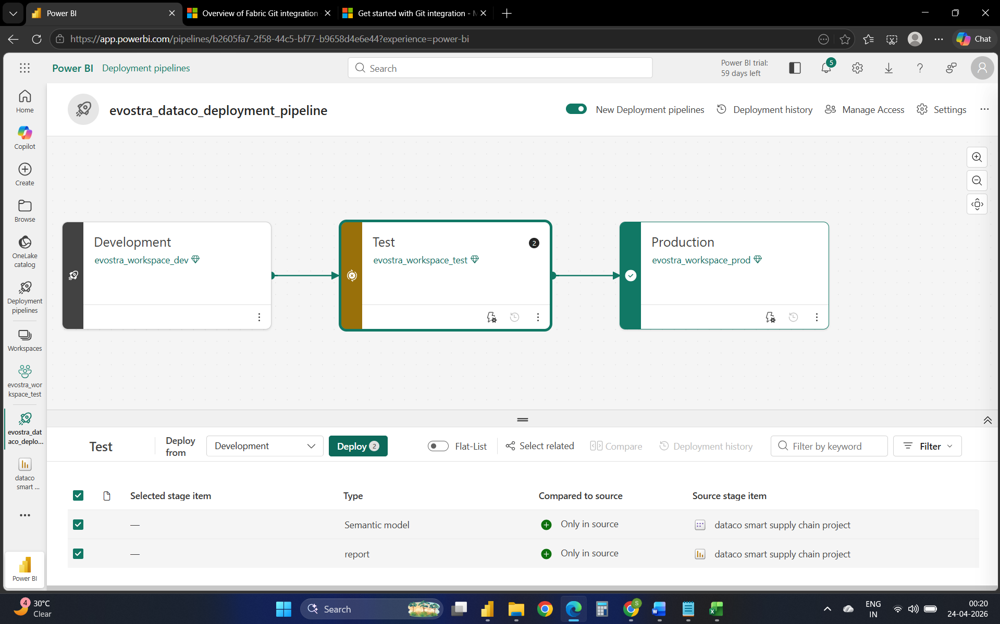 Power BI
Overview of Fabric Git integration
Get started with Git integration - M
https://app.powerbi.com/pipelines/b2605fa7-2f58-44c5-bf77-b9658d4e6e44?experience=power-bi
Chat
Power BI Deployment pipelines
Search
Power BI trial:
59 days left
5
Home
Copilot
Create
Browse
OneLake
catalog
Deployment
pipelines
Workspaces
evostra_wor
kspace_test
evostra_dat
aco_deplo...
dataco
smart ...
Power BI
evostra_dataco_deployment_pipeline
New Deployment pipelines
Deployment history
Manage Access
Settings
Development
evostra_workspace_dev
Test
2
evostra_workspace_test
Production
evostra_workspace_prod
Test
Deploy
from
Development
Deploy 2
Flat-List
Select related
Compare
Deployment history
Filter by keyword
Filter
Selected stage item Type Compared to source Source stage item
— Semantic model Only in source dataco smart supply chain project
— report Only in source dataco smart supply chain project
4
30°C
Clear
Search
S
ENG
IN
00:20
24-04-2026